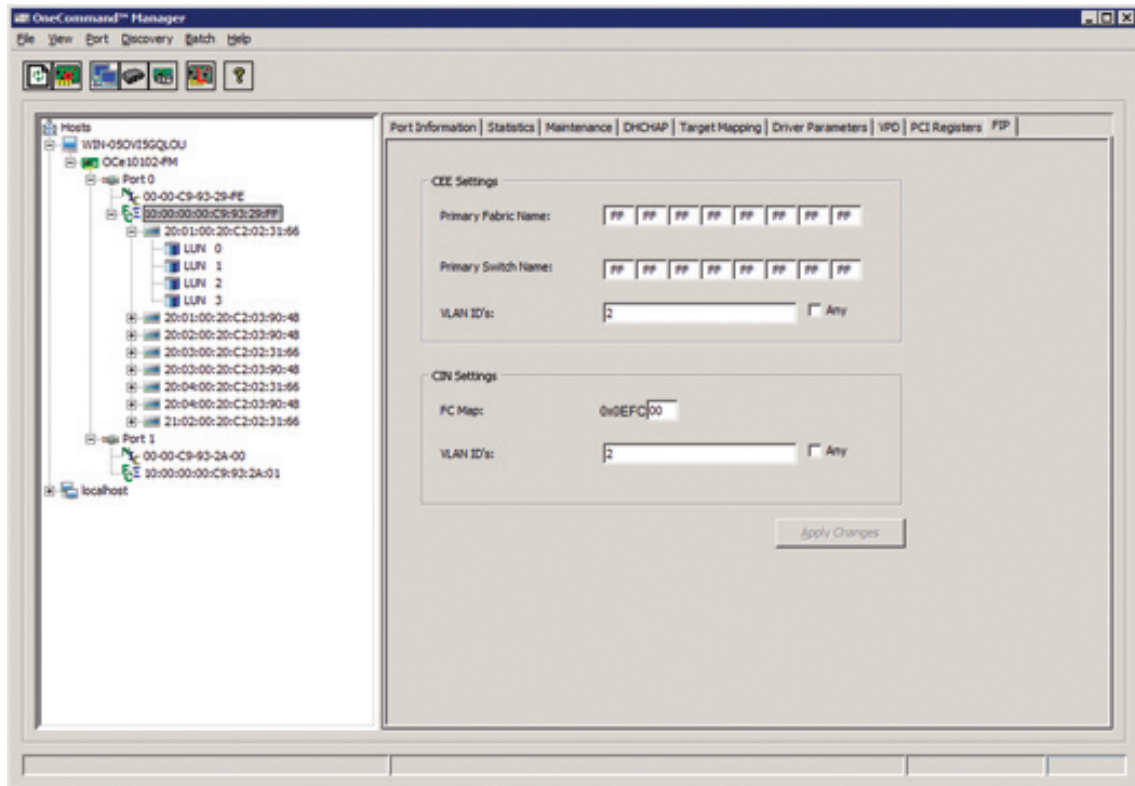 OneCommand™ Manager
File View Port Discovery Batch Help
Hosts
WIN-05OVI5GQLOU
OCe10102-FM
Port 0
00-00-C9-93-29-FE
10:00:00:00:C9:93:29:FF
20:01:00:20:C2:02:31:66
LUN 0
LUN 1
LUN 2
LUN 3
20:01:00:20:C2:03:90:48
20:02:00:20:C2:03:90:48
20:03:00:20:C2:02:31:66
20:03:00:20:C2:03:90:48
20:04:00:20:C2:02:31:66
20:04:00:20:C2:03:90:48
21:02:00:20:C2:02:31:66
Port 1
00-00-C9-93-2A-00
10:00:00:00:C9:93:2A:01
localhost
Port Information Statistics Maintenance DHCHAP Target Mapping Driver Parameters VPD PCI Registers FIP
CEE Settings
Primary Fabric Name: FF FF FF FF FF FF FF FF
Primary Switch Name: FF FF FF FF FF FF FF FF
VLAN ID's: 2 Any
CIN Settings
FC Map: 0x0EFC 00
VLAN ID's: 2 Any
Apply Changes